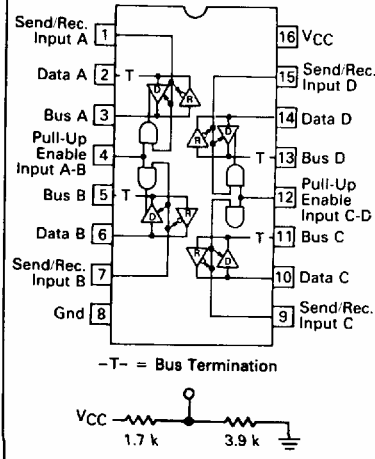 Send/Rec.
Input A
1
Data A
2
T
Bus A
3
Pull-Up
Enable
Input A-B
4
Bus B
5
T
Data B
6
Send/Rec.
Input B
7
Gnd
8
16
VCC
15
Send/Rec.
Input D
14
Data D
T
13
Bus D
12
Pull-Up
Enable
Input C-D
T
11
Bus C
10
Data C
9
Send/Rec.
Input C
D
R
R
D
D
R
R
D
–T– = Bus Termination
VCC
1.7 k
3.9 k